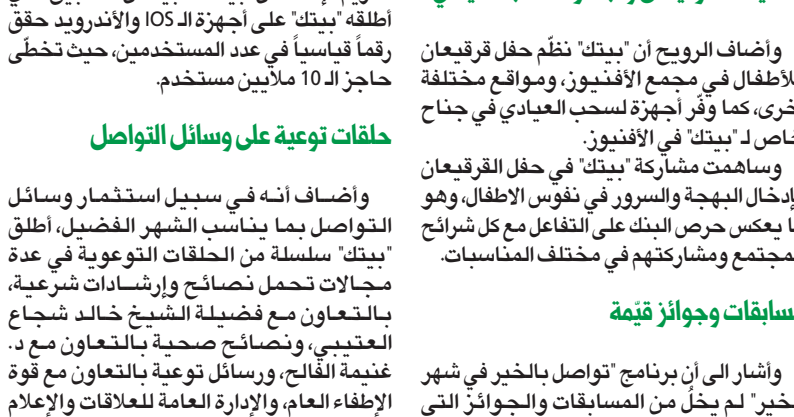 وأضاف الرويح أن "بيتك" نظّم حفل قرقيعان
للأطفال في مجمع الأفنيوز، ومواقع مختلفة
أخرى، كما وفّر أجهزة لسحب العيادي في جناح
خاص لـ "بيتك" في الأفنيوز.
وساهمت مشاركة "بيتك" في حفل القرقيعان
بإدخال البهجة والسرور في نفوس الاطفال، وهو
ما يعكس حرص البنك على التفاعل مع كل شرائح
المجتمع ومشاركتهم في مختلف المناسبات.
مسابقات وجوائز قيّمة
وأشار الى أن برنامج "تواصل بالخير في شهر
الخير" لم يخلُ من المسابقات والجوائز التي
أطلقه "بيتك" على أجهزة الـ IOS والأندرويد حقق
رقماً قياسياً في عدد المستخدمين، حيث تخطّى
حاجز الـ 10 ملايين مستخدم.
حلقات توعية على وسائل التواصل
وأضاف أنه في سبيل استثمار وسائل
التواصل بما يناسب الشهر الفضيل، أطلق
"بيتك" سلسلة من الحلقات التوعوية في عدة
مجالات تحمل نصائح وإرشادات شرعية،
بالتعاون مع فضيلة الشيخ خالد شجاع
العتيبي، ونصائح صحية بالتعاون مع د.
غنيمة الفالح، ورسائل توعية بالتعاون مع قوة
الإطفاء العام، والإدارة العامة للعلاقات والإعلام